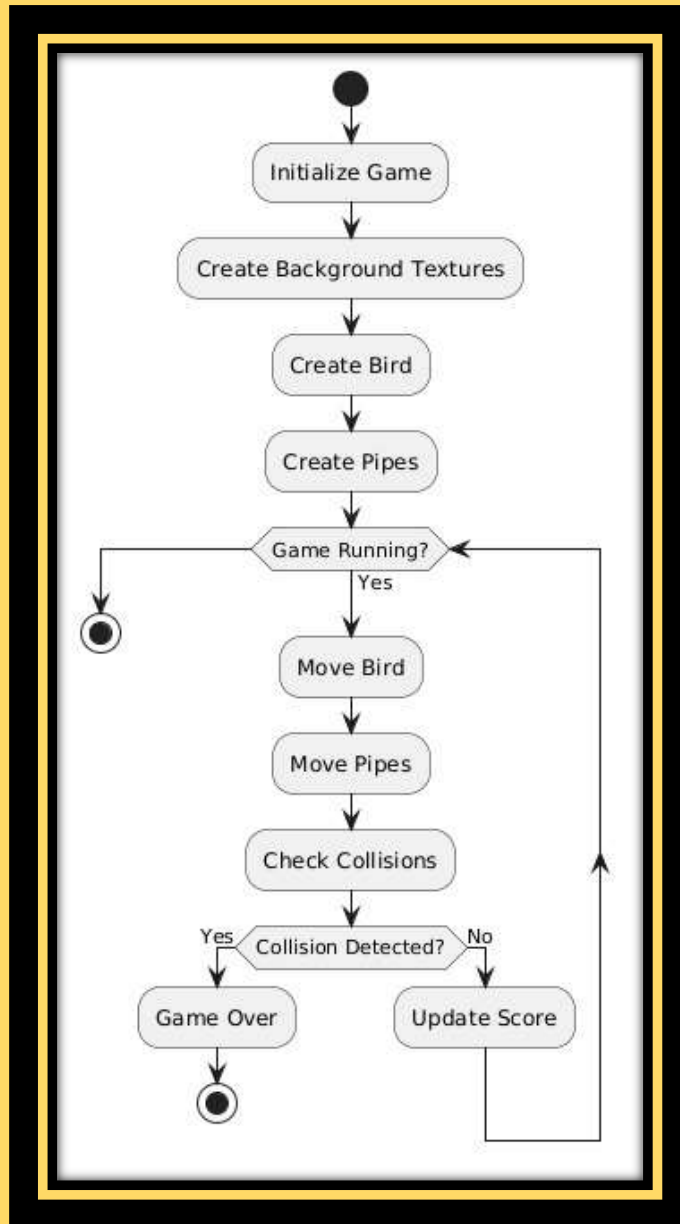 Initialize Game
Create Background Textures
Create Bird
Create Pipes
Game Running?
Yes
Move Bird
Move Pipes
Check Collisions
Yes
Collision Detected?
No
Game Over
Update Score